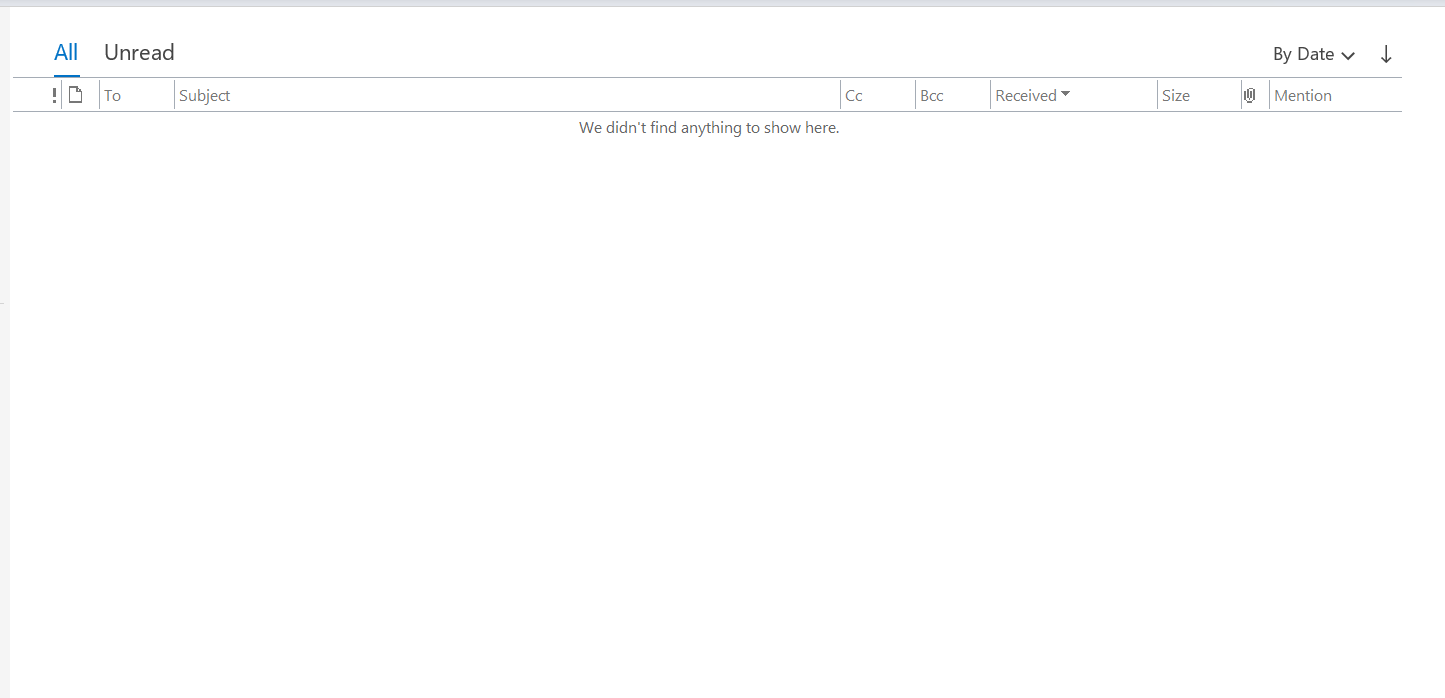 All Unread By Date
! To Subject Cc Bcc Received Size Mention
We didn't find anything to show here.